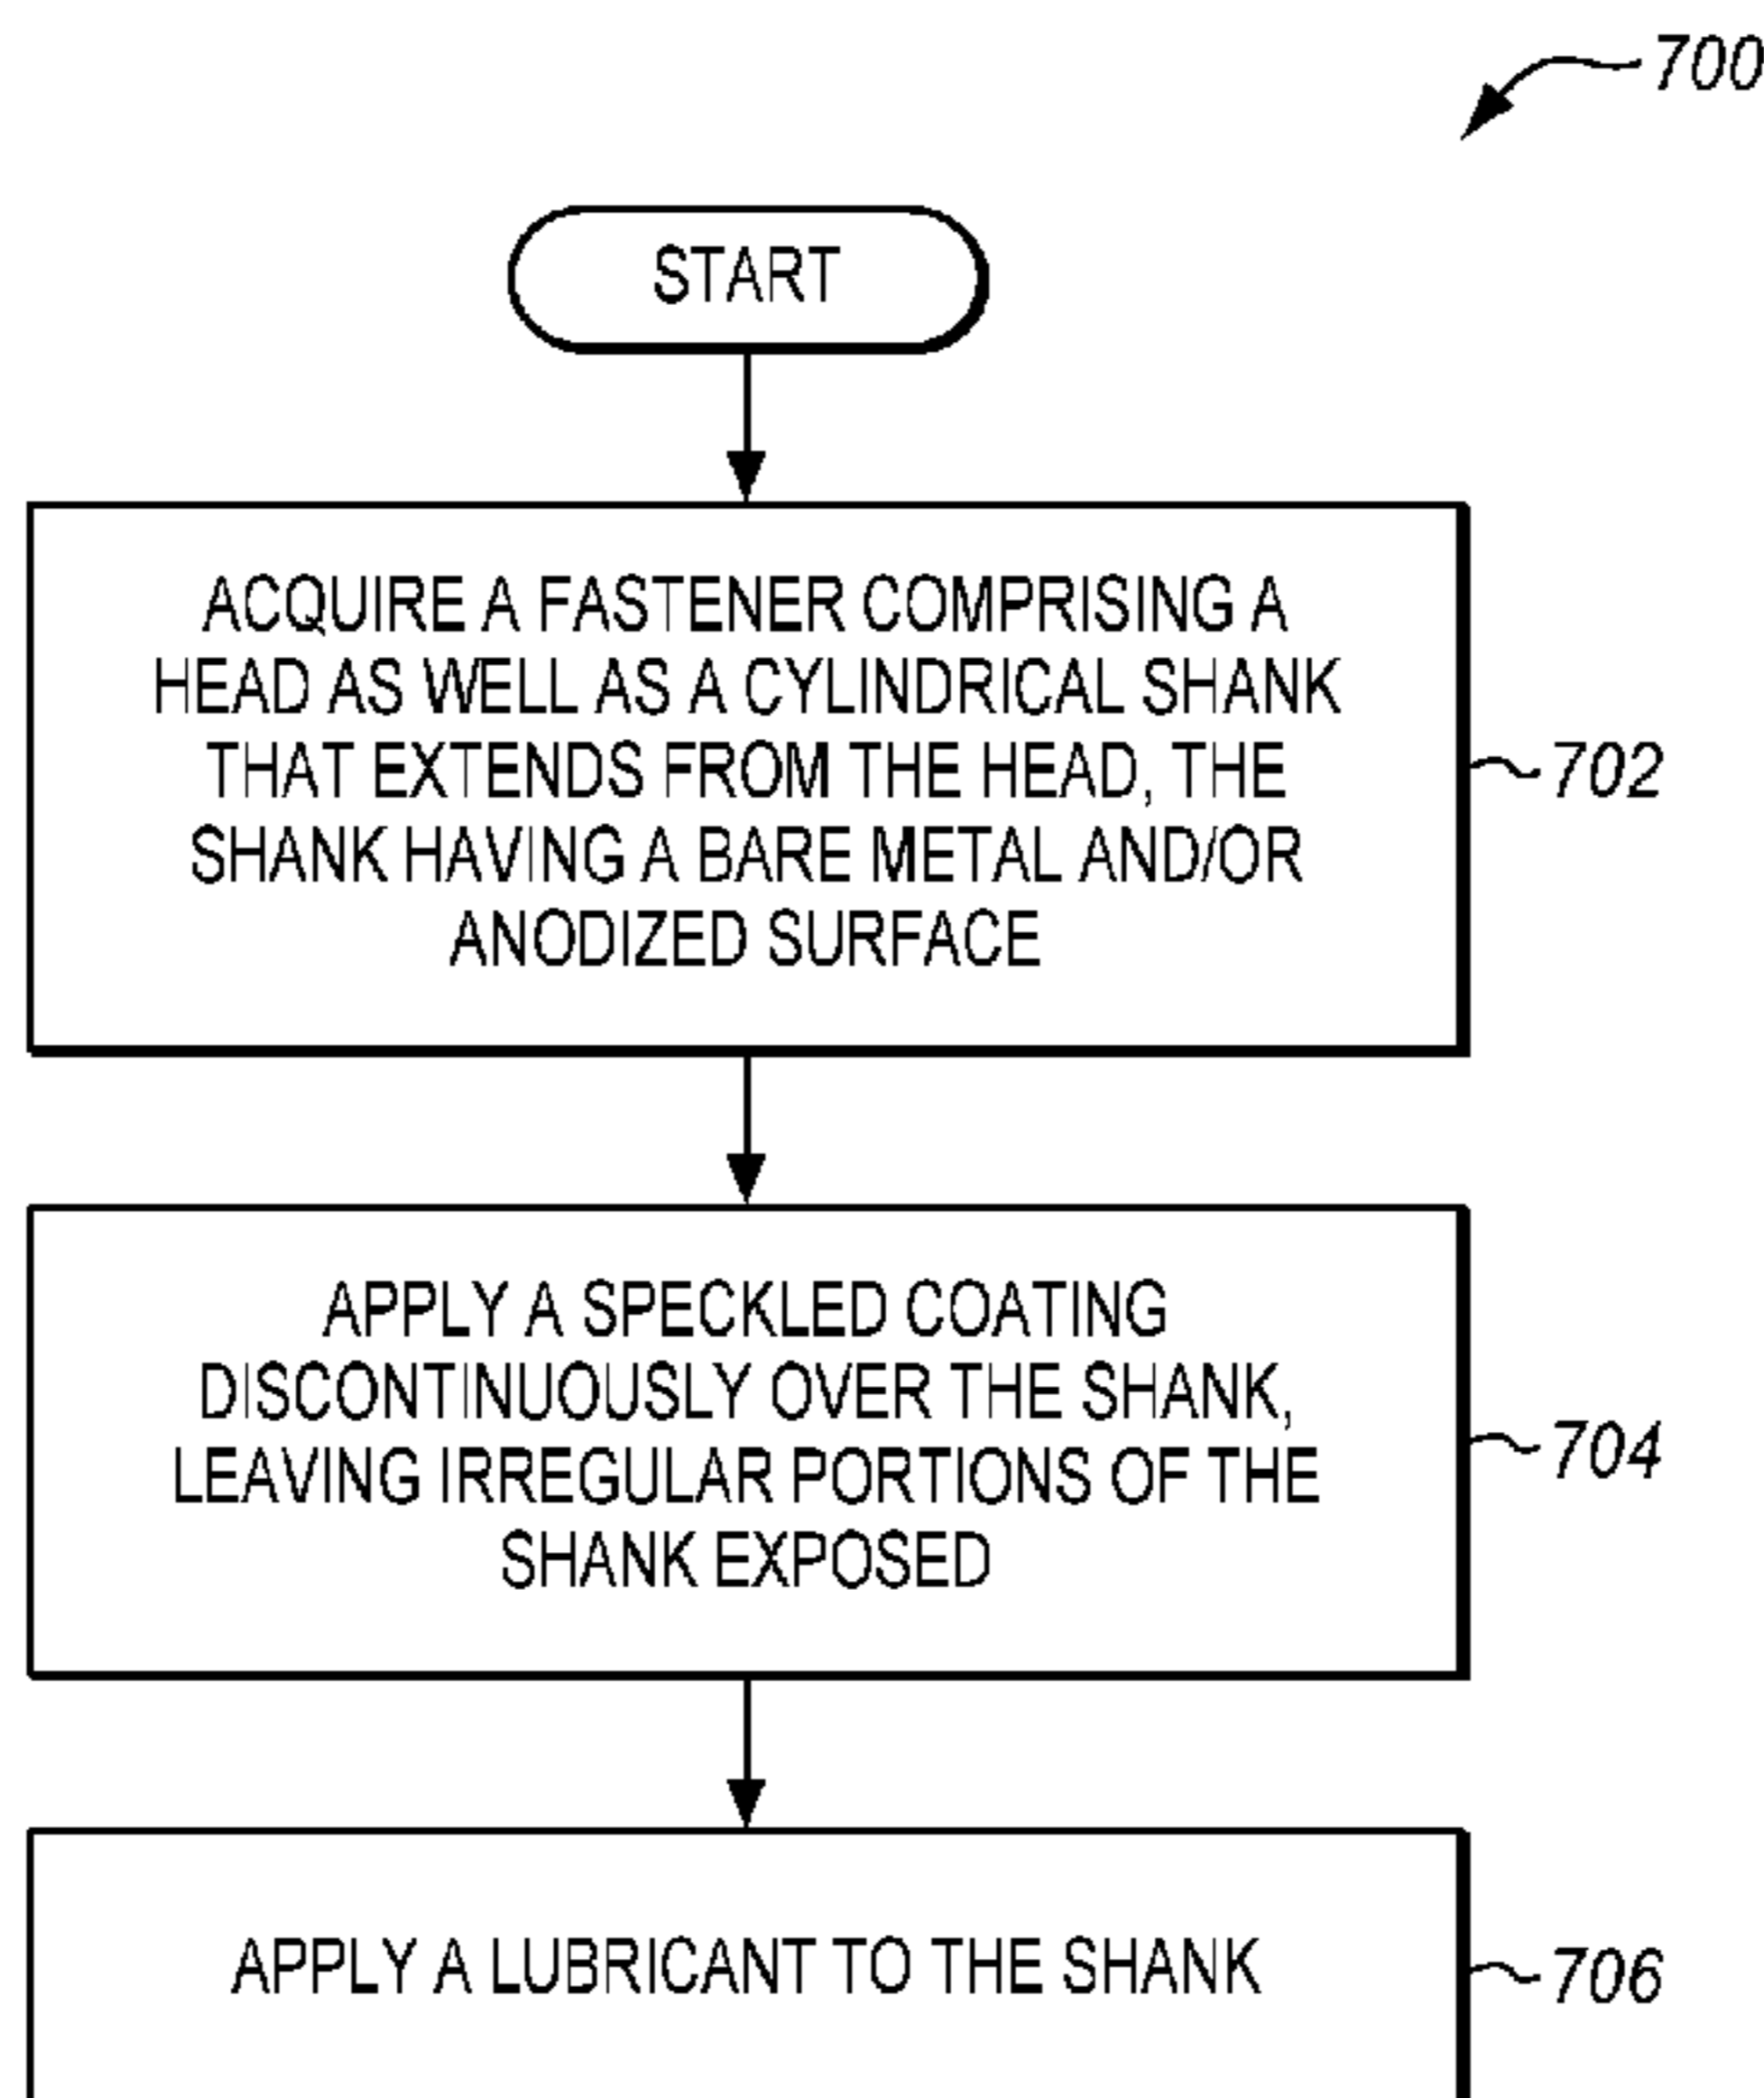 700
START
ACQUIRE A FASTENER COMPRISING A
HEAD AS WELL AS A CYLINDRICAL SHANK
THAT EXTENDS FROM THE HEAD, THE
SHANK HAVING A BARE METAL AND/OR
ANODIZED SURFACE
702
APPLY A SPECKLED COATING
DISCONTINUOUSLY OVER THE SHANK,
LEAVING IRREGULAR PORTIONS OF THE
SHANK EXPOSED
704
APPLY A LUBRICANT TO THE SHANK
706